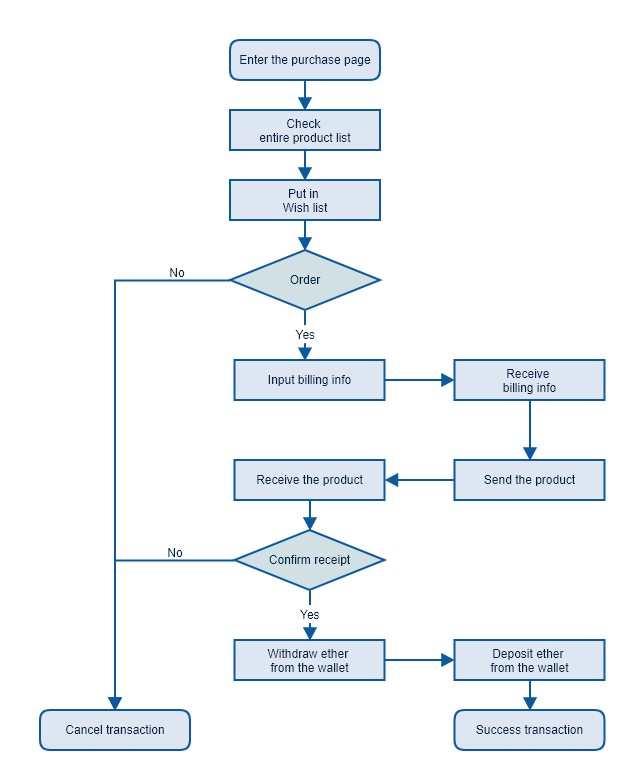 Enter the purchase page
Check
entire product list
Put in
Wish list
Order
No
Yes
Input billing info
Receive
billing info
Receive the product
Send the product
Confirm receipt
No
Yes
Withdraw ether
from the wallet
Deposit ether
from the wallet
Cancel transaction
Success transaction